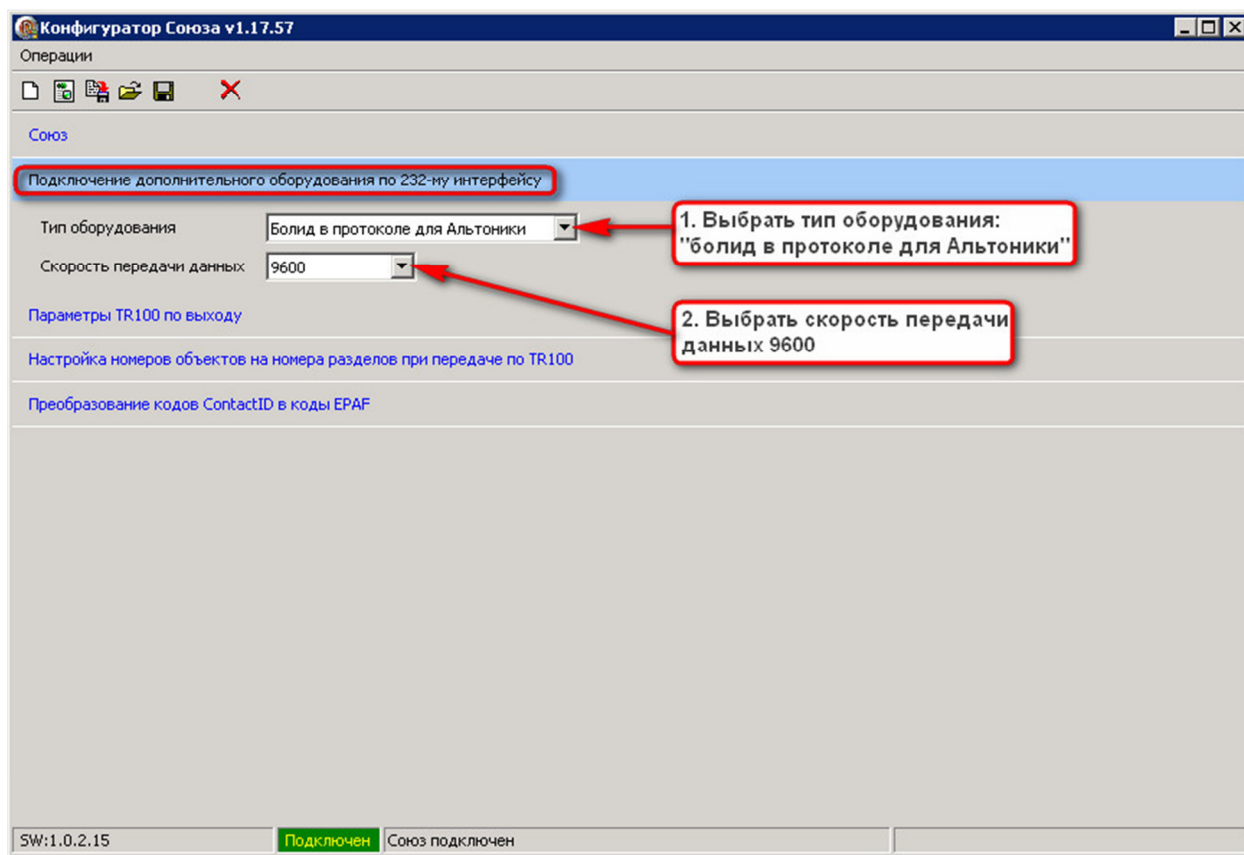 Конфигуратор Союза v1.17.57
Операции
Союз
Подключение дополнительного оборудования по 232-му интерфейсу
Тип оборудования
Болид в протоколе для Альтоники
1. Выбрать тип оборудования:
"болид в протоколе для Альтоники"
Скорость передачи данных
9600
Параметры TR100 по выходу
2. Выбрать скорость передачи
данных 9600
Настройка номеров объектов на номера разделов при передаче по TR100
Преобразование кодов ContactID в коды EPAF
SW:1.0.2.15
Подключен
Союз подключен